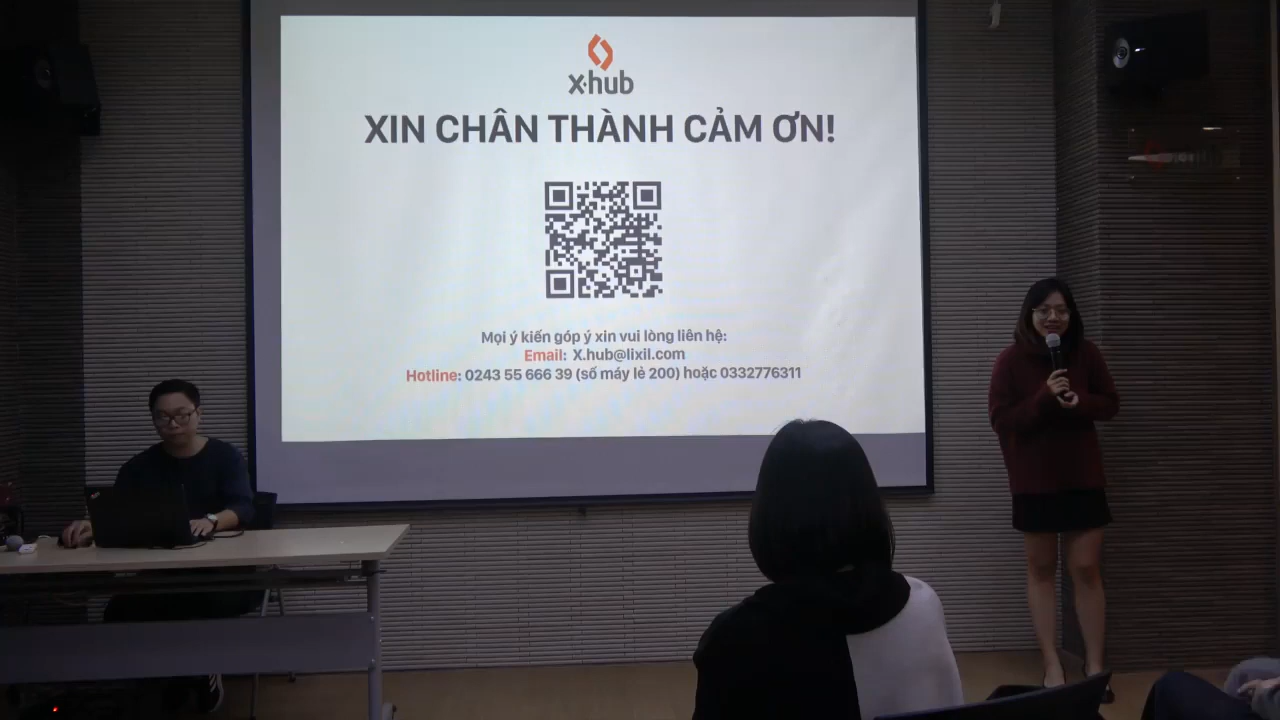 x·hub
XIN CHÂN THÀNH CẢM ƠN!
Mọi ý kiến góp ý xin vui lòng liên hệ:
Email: X.hub@lixil.com
Hotline: 0243 55 666 39 (số máy lẻ 200) hoặc 0332776311